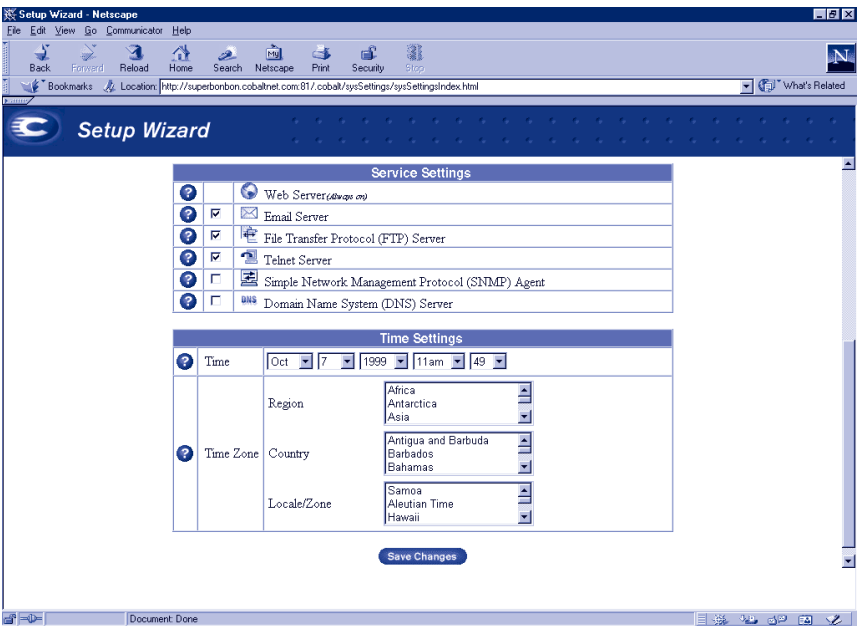 Setup Wizard - Netscape
File Edit View Go Communicator Help
Back Forward Reload Home Search Netscape Print Security Stop
My
N
Bookmarks Location: http://superbonbon.cobaltnet.com:81/.cobalt/sysSettings/sysSettingsIndex.html What's Related
Setup Wizard
Service Settings
? Web Server (Always on)
? Email Server
? File Transfer Protocol (FTP) Server
? Telnet Server
? Simple Network Management Protocol (SNMP) Agent
? DNS Domain Name System (DNS) Server
Time Settings
? Time Oct 7 1999 11am 49
Region
Africa
Antarctica
Asia
? Time Zone Country
Antigua and Barbuda
Barbados
Bahamas
Locale/Zone
Samoa
Aleutian Time
Hawaii
Save Changes
Document: Done